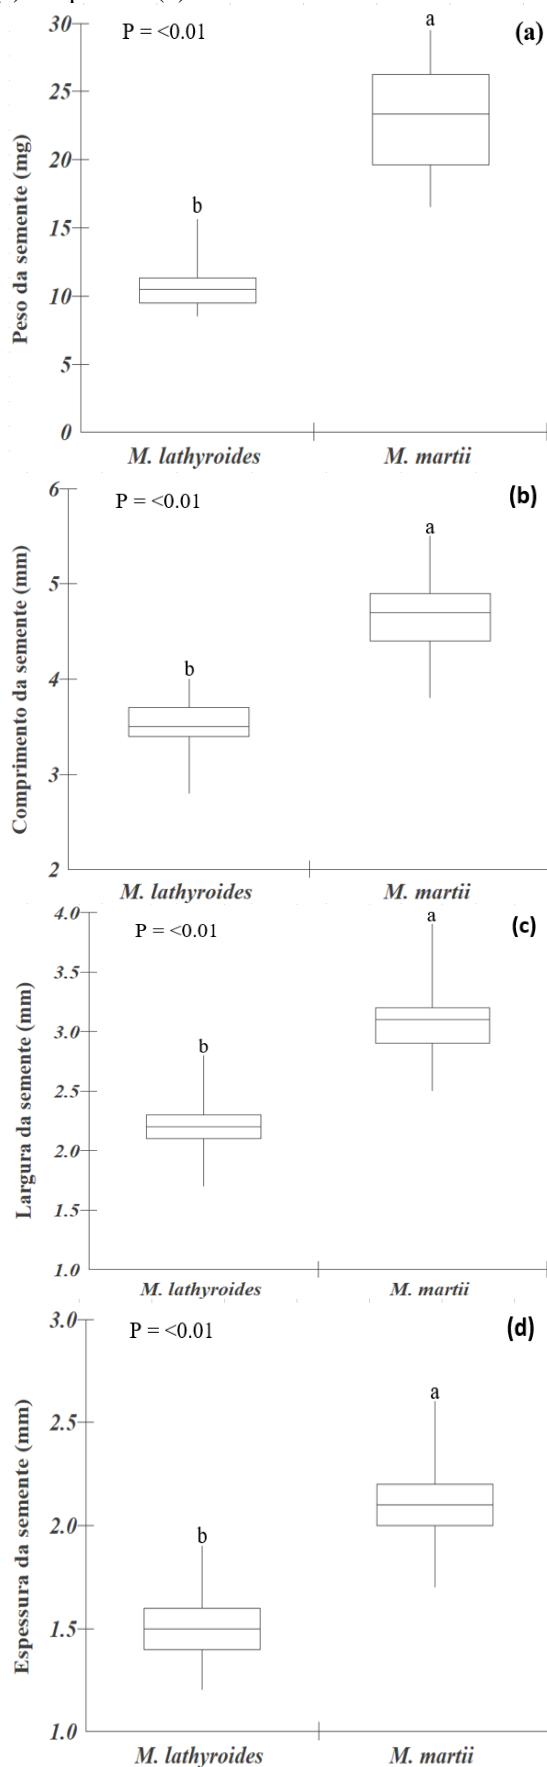 30
P = <0.01
a
(a)
25
20
b
15
10
5
0
Peso da semente (mg)
M. lathyroides
M. martii
6
P = <0.01
(b)
a
5
b
4
3
2
Comprimento da semente (mm)
M. lathyroides
M. martii
4.0
P = <0.01
a
(c)
3.5
3.0
b
2.5
2.0
1.5
1.0
Largura da semente (mm)
M. lathyroides
M. martii
3.0
P = <0.01
(d)
a
2.5
2.0
b
1.5
1.0
Espessura da semente (mm)
M. lathyroides
M. martii